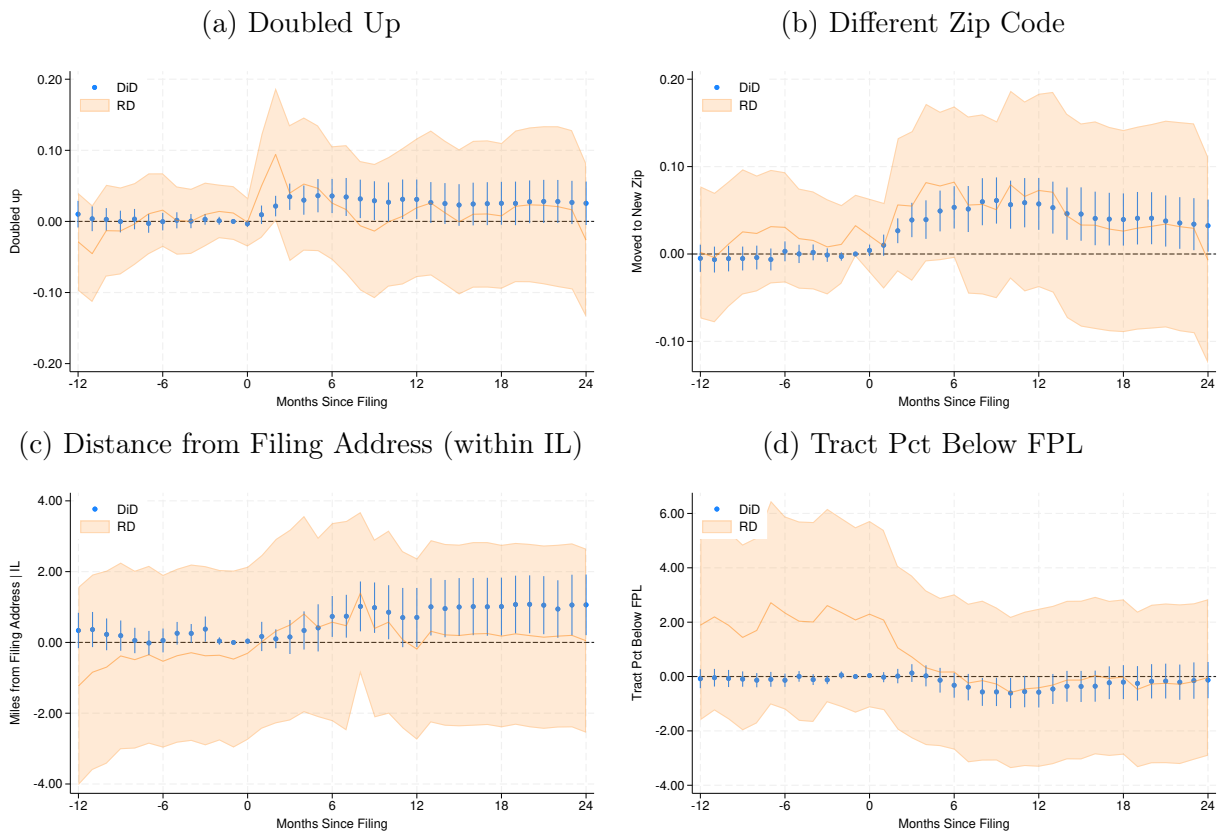 (a) Doubled Up
0.20
0.10
0.00
-0.10
-0.20
Doubled up
DiD
RD
-12 -6 0 6 12 18 24
Months Since Filing
(b) Different Zip Code
0.20
0.10
0.00
-0.10
Moved to New Zip
DiD
RD
-12 -6 0 6 12 18 24
Months Since Filing
(c) Distance from Filing Address (within IL)
4.00
2.00
0.00
-2.00
-4.00
Miles from Filing Address | IL
DiD
RD
-12 -6 0 6 12 18 24
Months Since Filing
(d) Tract Pct Below FPL
6.00
4.00
2.00
0.00
-2.00
-4.00
Tract Pct Below FPL
DiD
RD
-12 -6 0 6 12 18 24
Months Since Filing